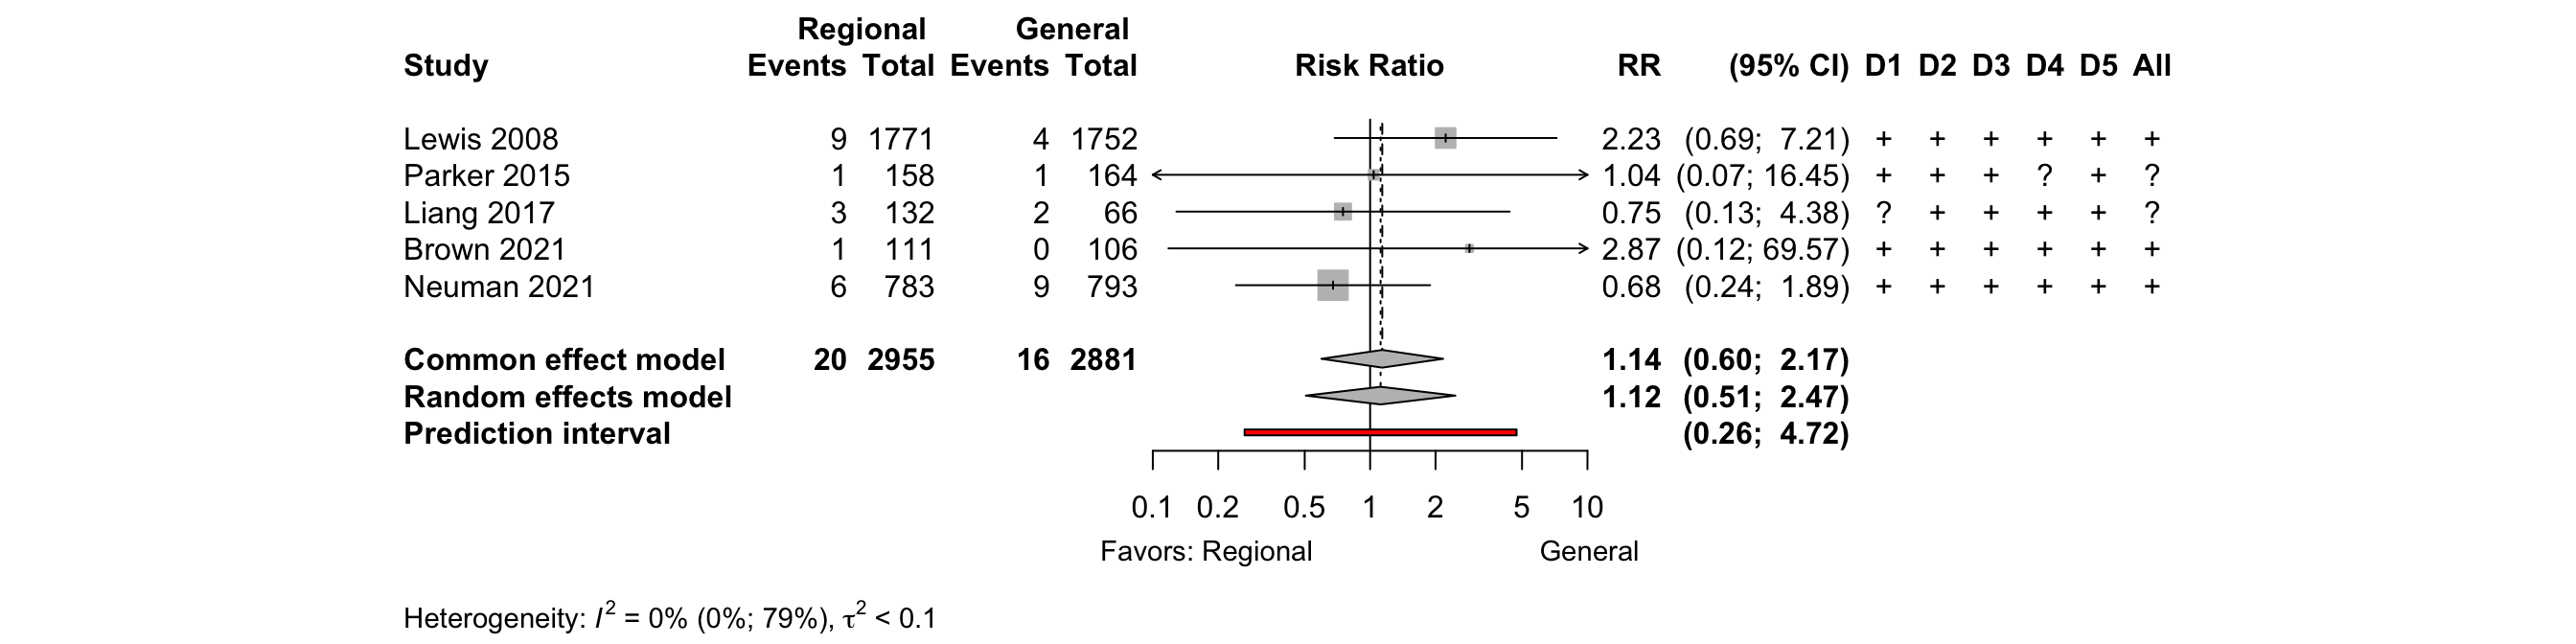 Regional General
Study Events Total Events Total Risk Ratio RR (95% CI) D1 D2 D3 D4 D5 All
Lewis 2008 9 1771 4 1752 2.23 (0.69; 7.21) + + + + + +
Parker 2015 1 158 1 164 1.04 (0.07; 16.45) + + + ? + ?
Liang 2017 3 132 2 66 0.75 (0.13; 4.38) ? + + + + ?
Brown 2021 1 111 0 106 2.87 (0.12; 69.57) + + + + + +
Neuman 2021 6 783 9 793 0.68 (0.24; 1.89) + + + + + +
Common effect model 20 2955 16 2881 1.14 (0.60; 2.17)
Random effects model 1.12 (0.51; 2.47)
Prediction interval (0.26; 4.72)
0.1 0.2 0.5 1 2 5 10
Favors: Regional General
Heterogeneity: I² = 0% (0%; 79%), τ² < 0.1